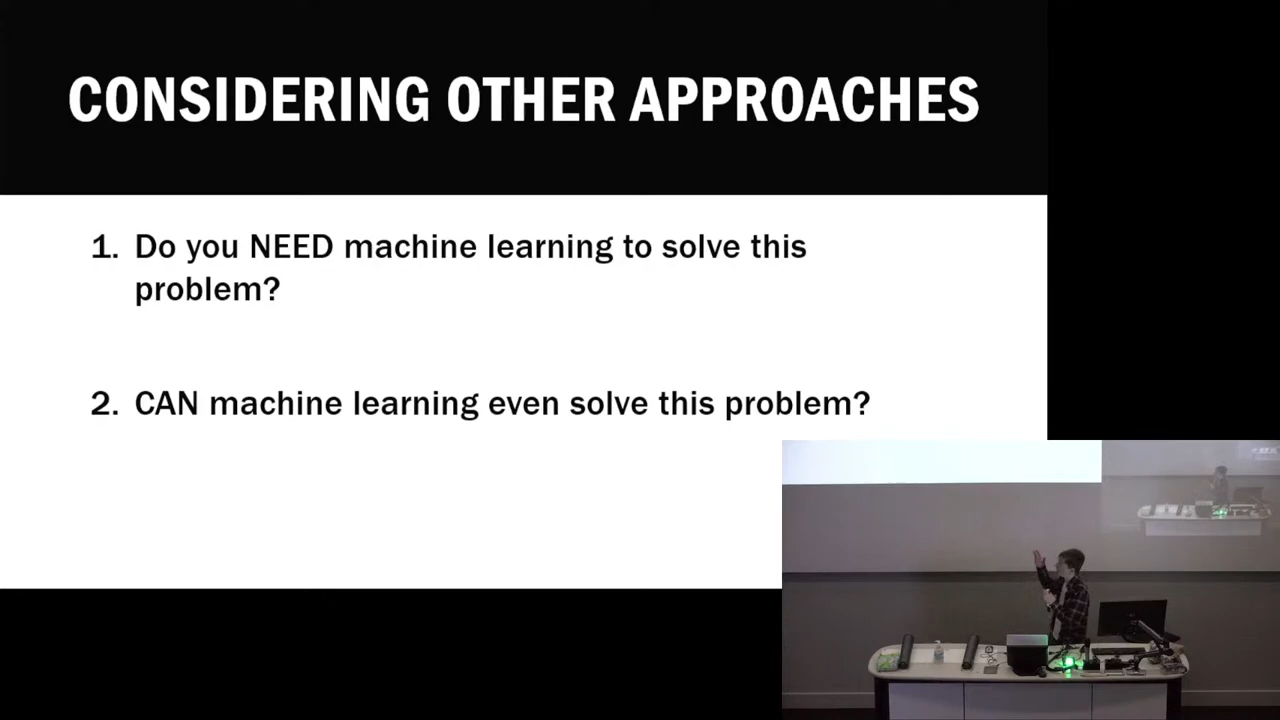 CONSIDERING OTHER APPROACHES
1. Do you NEED machine learning to solve this
problem?
2. CAN machine learning even solve this problem?